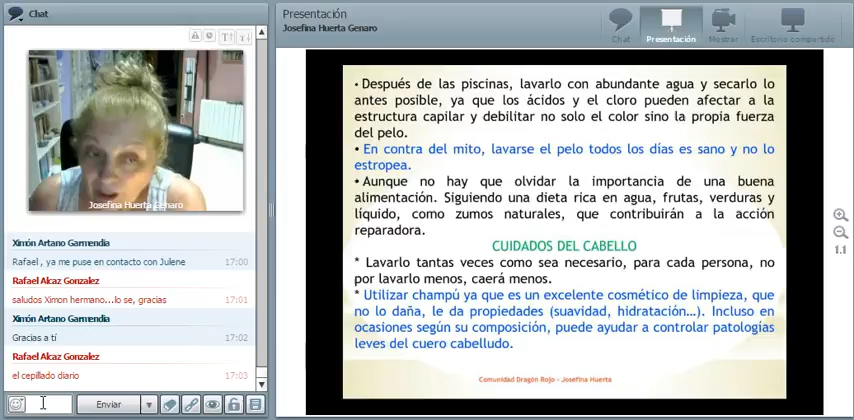 Chat
Presentación
Josefina Huerta Genaro
Chat
Presentación
Mostrar
Escritorio compartido
Josefina Huerta Genaro
Ximón Artano Garmendia
Rafael , ya me puse en contacto con Julene 17:00
Rafael Alcaz Gonzalez
saludos Ximon hermano...lo se, gracias 17:01
Ximón Artano Garmendia
Gracias a tí 17:02
Rafael Alcaz Gonzalez
el cepillado diario 17:03
Enviar
• Después de las piscinas, lavarlo con abundante agua y secarlo lo
antes posible, ya que los ácidos y el cloro pueden afectar a la
estructura capilar y debilitar no solo el color sino la propia fuerza
del pelo.
• En contra del mito, lavarse el pelo todos los días es sano y no lo
estropea.
• Aunque no hay que olvidar la importancia de una buena
alimentación. Siguiendo una dieta rica en agua, frutas, verduras y
líquido, como zumos naturales, que contribuirán a la acción
reparadora.
CUIDADOS DEL CABELLO
* Lavarlo tantas veces como sea necesario, para cada persona, no
por lavarlo menos, caerá menos.
* Utilizar champú ya que es un excelente cosmético de limpieza, que
no lo daña, le da propiedades (suavidad, hidratación…). Incluso en
ocasiones según su composición, puede ayudar a controlar patologías
leves del cuero cabelludo.
Comunidad Dragón Rojo - Josefina Huerta
1.1